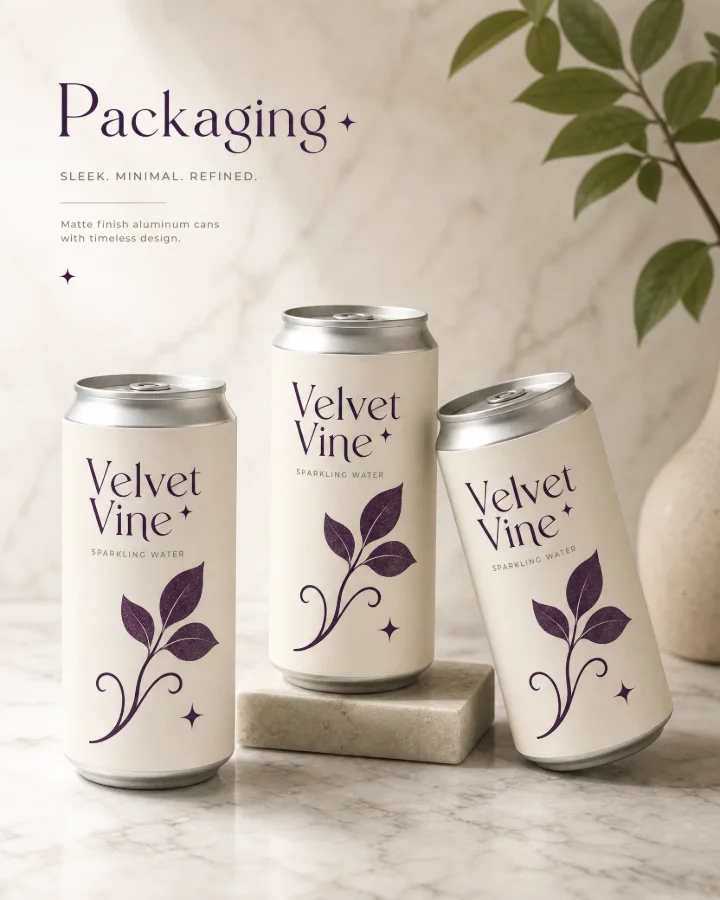 Packaging
SLEEK. MINIMAL. REFINED.
Matte finish aluminum cans
with timeless design.
Velvet
Vine
SPARKLING WATER
Velvet
Vine
SPARKLING WATER
Velvet
Vine
SPARKLING WATER